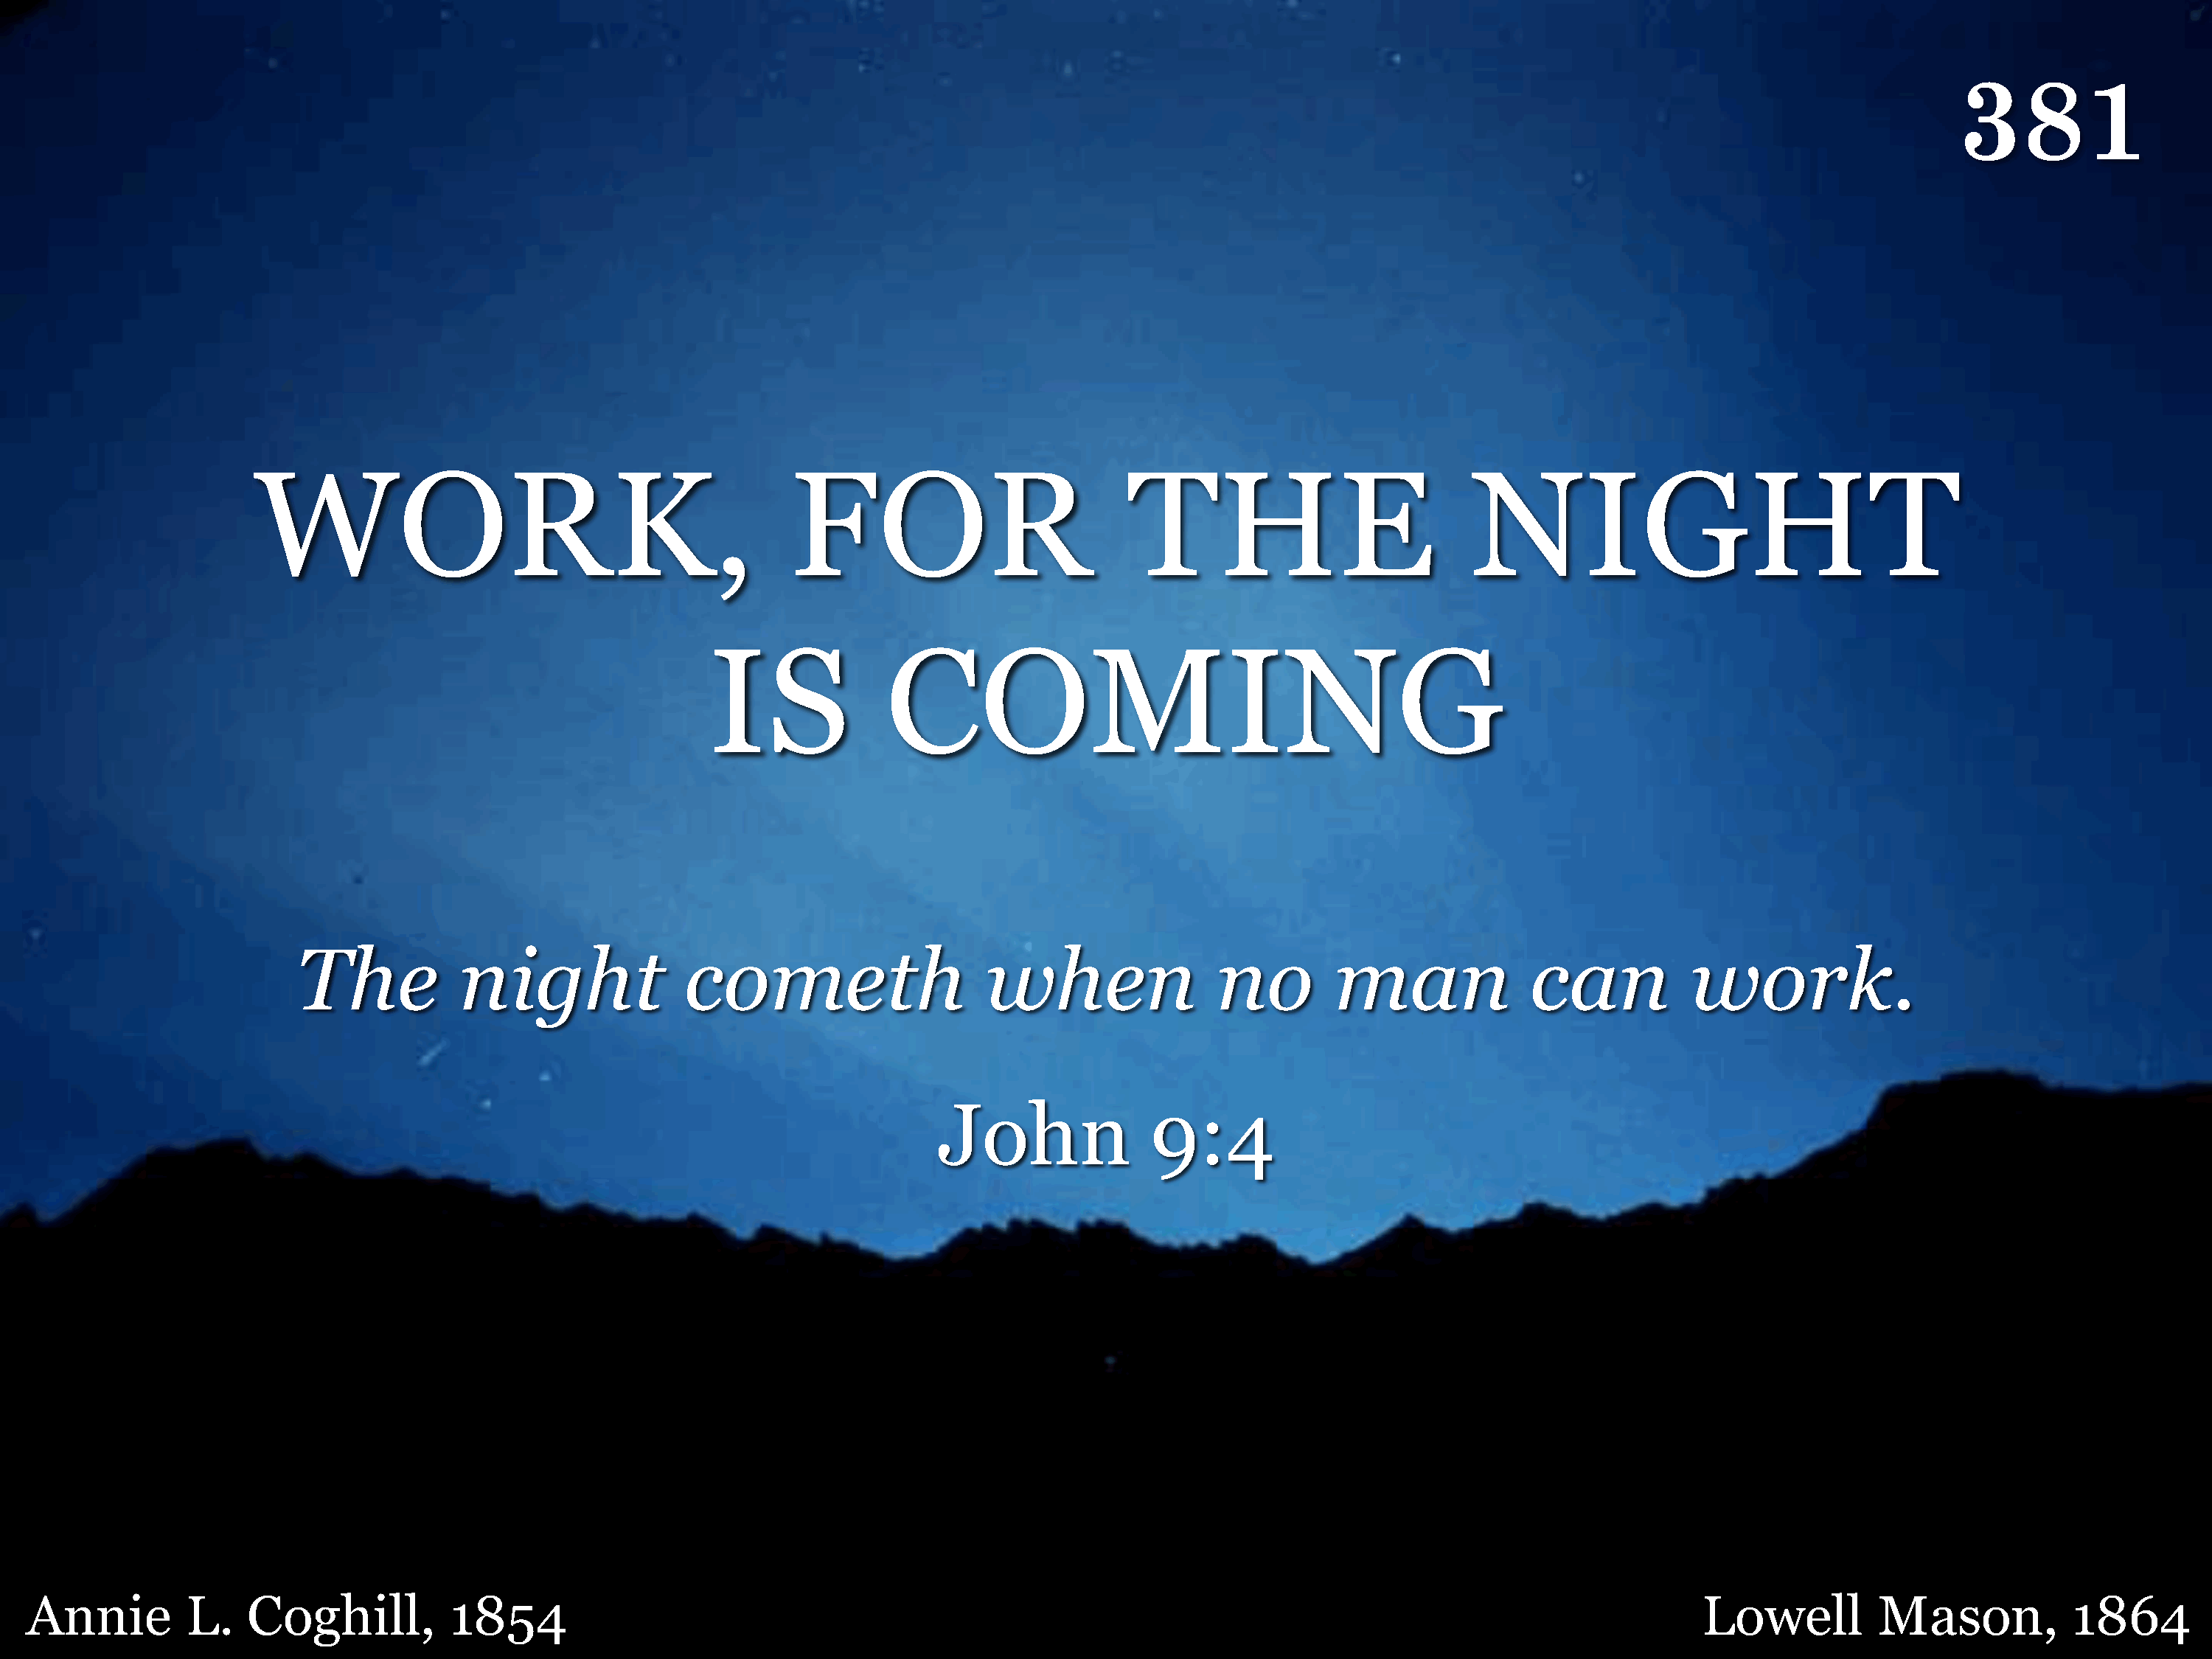 381
WORK, FOR THE NIGHT
IS COMING
The night cometh when no man can work.
John 9:4
Annie L. Coghill, 1854
Lowell Mason, 1864